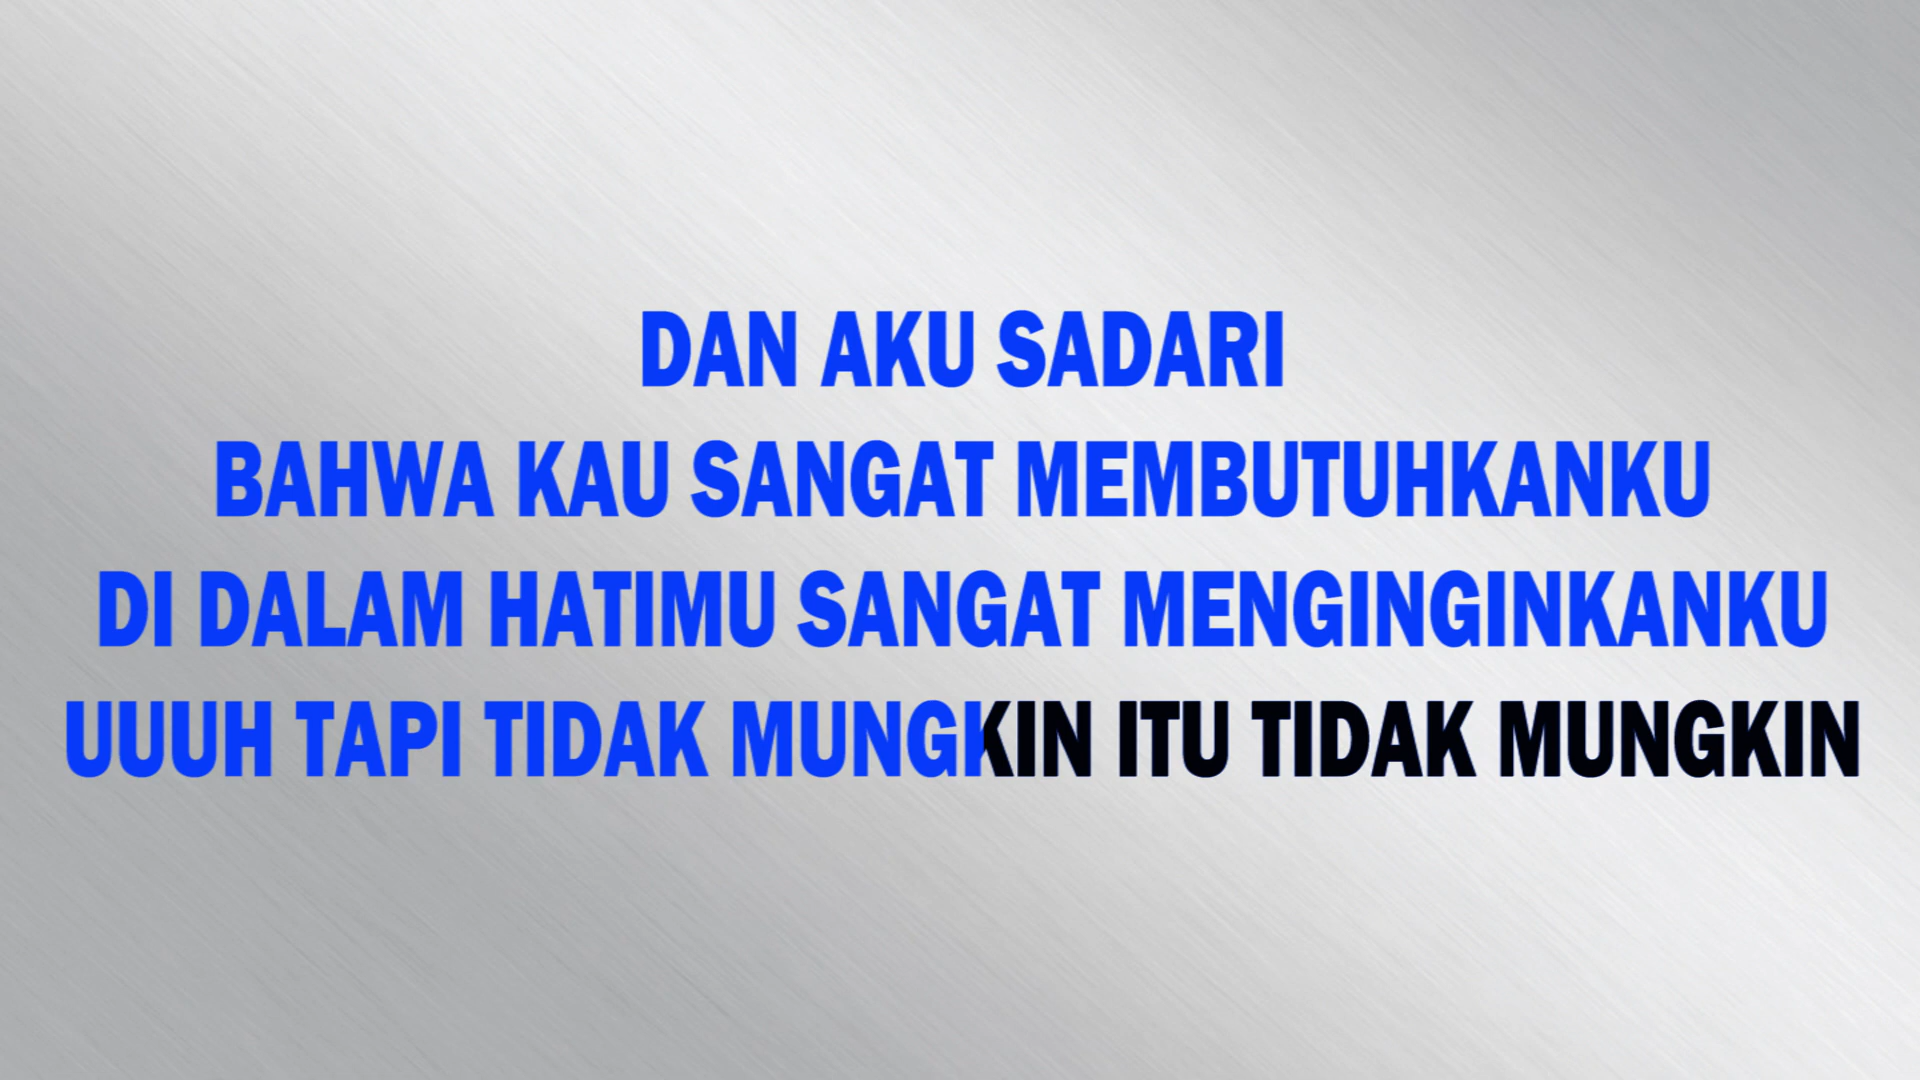 DAN AKU SADARI
BAHWA KAU SANGAT MEMBUTUHKANKU
DI DALAM HATIMU SANGAT MENGINGINKANKU
UUUH TAPI TIDAK MUNGKIN ITU TIDAK MUNGKIN